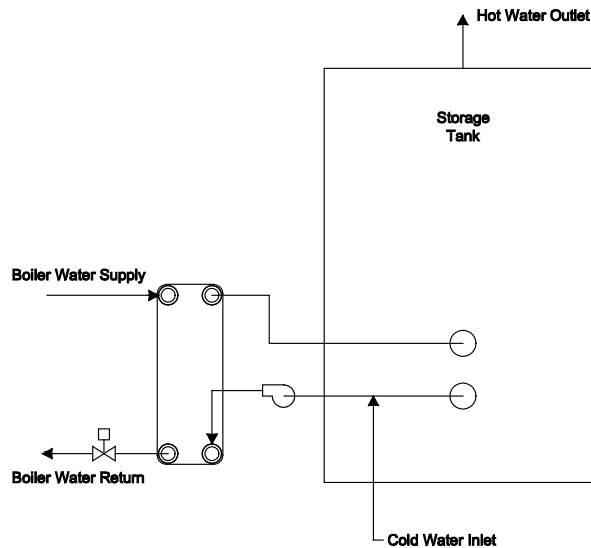 Hot Water Outlet
Storage
Tank
Boiler Water Supply
Boiler Water Return
Cold Water Inlet